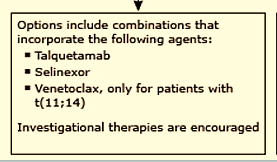 Options include combinations that
incorporate the following agents:
▪ Talquetamab
▪ Selinexor
▪ Venetoclax, only for patients with
t(11;14)
Investigational therapies are encouraged